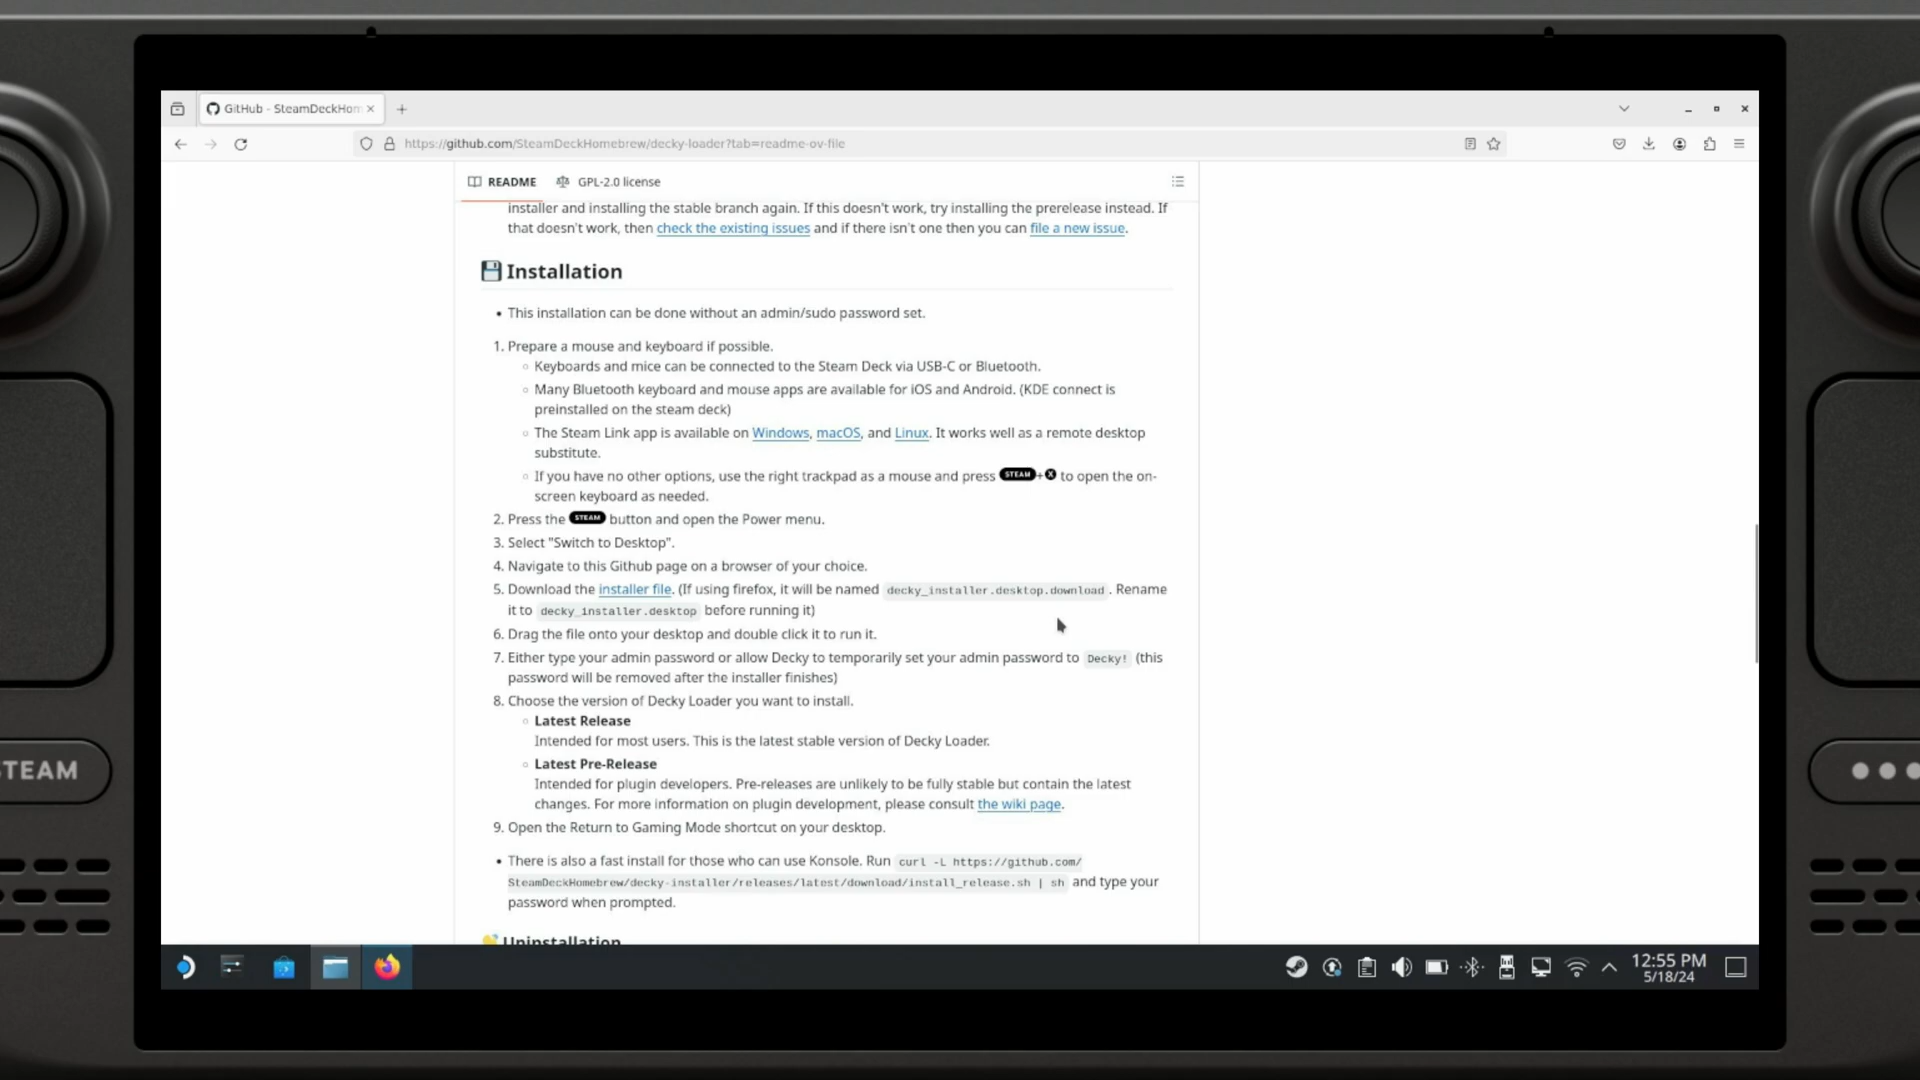 GitHub - SteamDeckHom
https://github.com/SteamDeckHomebrew/decky-loader?tab=readme-ov-file
README GPL-2.0 license
installer and installing the stable branch again. If this doesn't work, try installing the prerelease instead. If
that doesn't work, then check the existing issues and if there isn't one then you can file a new issue.
Installation
• This installation can be done without an admin/sudo password set.
1. Prepare a mouse and keyboard if possible.
Keyboards and mice can be connected to the Steam Deck via USB-C or Bluetooth.
Many Bluetooth keyboard and mouse apps are available for iOS and Android. (KDE connect is
preinstalled on the steam deck)
The Steam Link app is available on Windows, macOS, and Linux. It works well as a remote desktop
substitute.
If you have no other options, use the right trackpad as a mouse and press STEAM+X to open the on-
screen keyboard as needed.
2. Press the STEAM button and open the Power menu.
3. Select "Switch to Desktop".
4. Navigate to this Github page on a browser of your choice.
5. Download the installer file. (If using firefox, it will be named decky_installer.desktop.download. Rename
it to decky_installer.desktop before running it)
6. Drag the file onto your desktop and double click it to run it.
7. Either type your admin password or allow Decky to temporarily set your admin password to Decky! (this
password will be removed after the installer finishes)
8. Choose the version of Decky Loader you want to install.
Latest Release
Intended for most users. This is the latest stable version of Decky Loader.
Latest Pre-Release
Intended for plugin developers. Pre-releases are unlikely to be fully stable but contain the latest
changes. For more information on plugin development, please consult the wiki page.
9. Open the Return to Gaming Mode shortcut on your desktop.
• There is also a fast install for those who can use Konsole. Run curl -L https://github.com/
SteamDeckHomebrew/decky-installer/releases/latest/download/install_release.sh | sh and type your
password when prompted.
Uninstallation
STEAM
12:55 PM
5/18/24